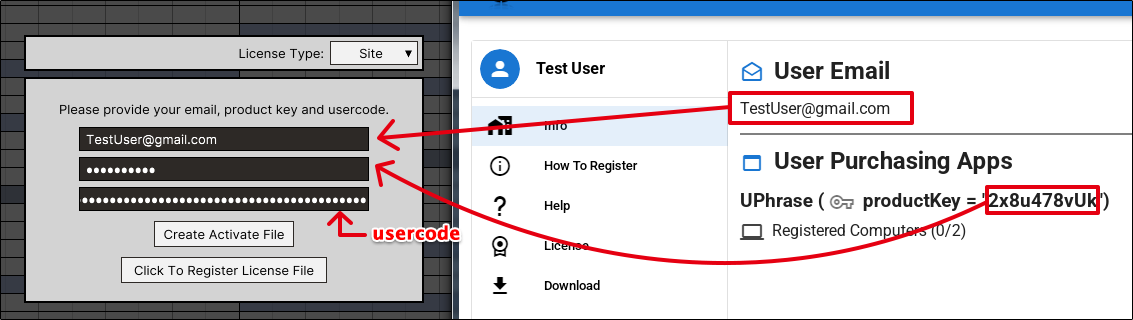 License Type: Site
Please provide your email, product key and usercode.
TestUser@gmail.com
usercode
Create Activate File
Click To Register License File
Test User
Info
How To Register
Help
License
Download
User Email
TestUser@gmail.com
User Purchasing Apps
UPhrase ( productKey = "2x8u478vUk")
Registered Computers (0/2)